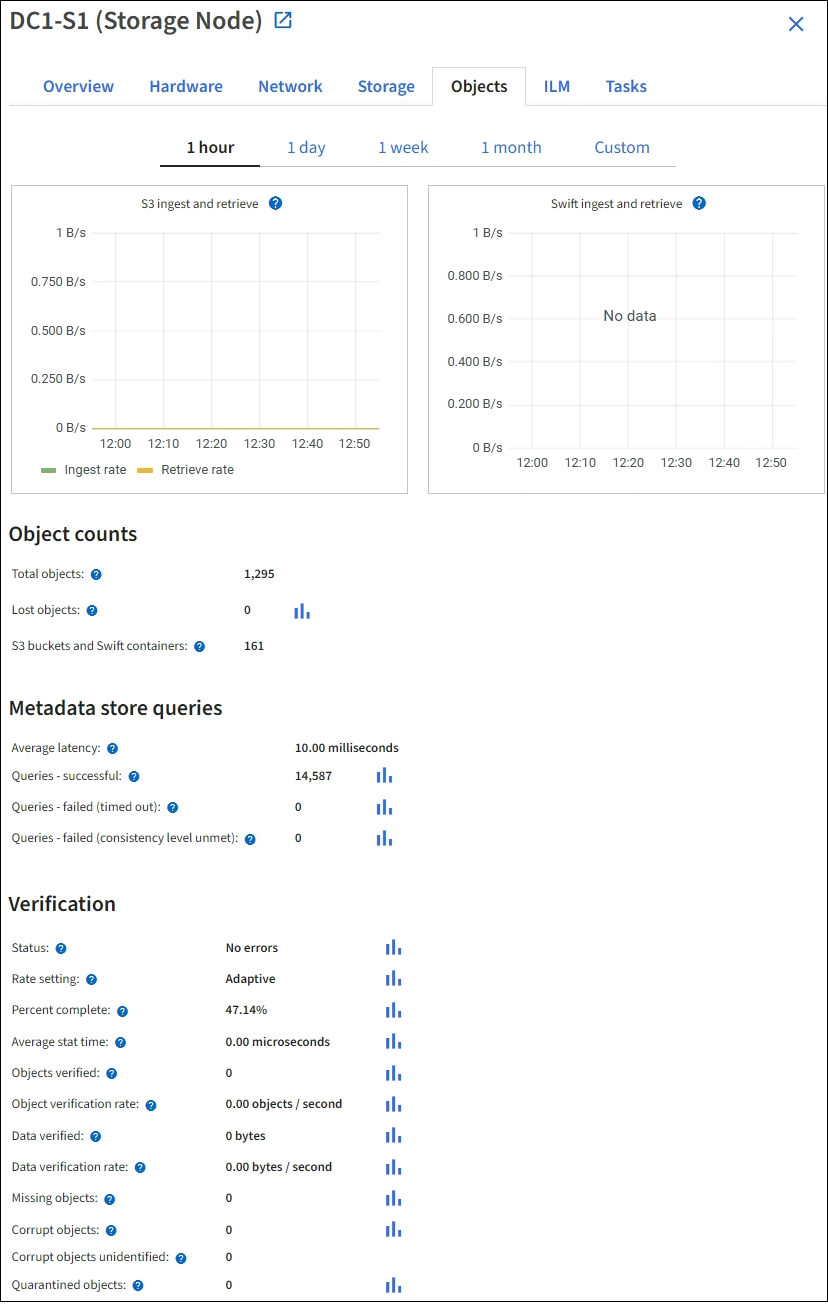 DC1-S1 (Storage Node)
Overview Hardware Network Storage Objects ILM Tasks
1 hour 1 day 1 week 1 month Custom
S3 ingest and retrieve
1 B/s
0.750 B/s
0.500 B/s
0.250 B/s
0 B/s
12:00 12:10 12:20 12:30 12:40 12:50
Ingest rate Retrieve rate
Swift ingest and retrieve
1 B/s
0.800 B/s
0.600 B/s
No data
0.400 B/s
0.200 B/s
0 B/s
12:00 12:10 12:20 12:30 12:40 12:50
Object counts
Total objects: 1,295
Lost objects: 0
S3 buckets and Swift containers: 161
Metadata store queries
Average latency: 10.00 milliseconds
Queries - successful: 14,587
Queries - failed (timed out): 0
Queries - failed (consistency level unmet): 0
Verification
Status: No errors
Rate setting: Adaptive
Percent complete: 47.14%
Average stat time: 0.00 microseconds
Objects verified: 0
Object verification rate: 0.00 objects / second
Data verified: 0 bytes
Data verification rate: 0.00 bytes / second
Missing objects: 0
Corrupt objects: 0
Corrupt objects unidentified: 0
Quarantined objects: 0